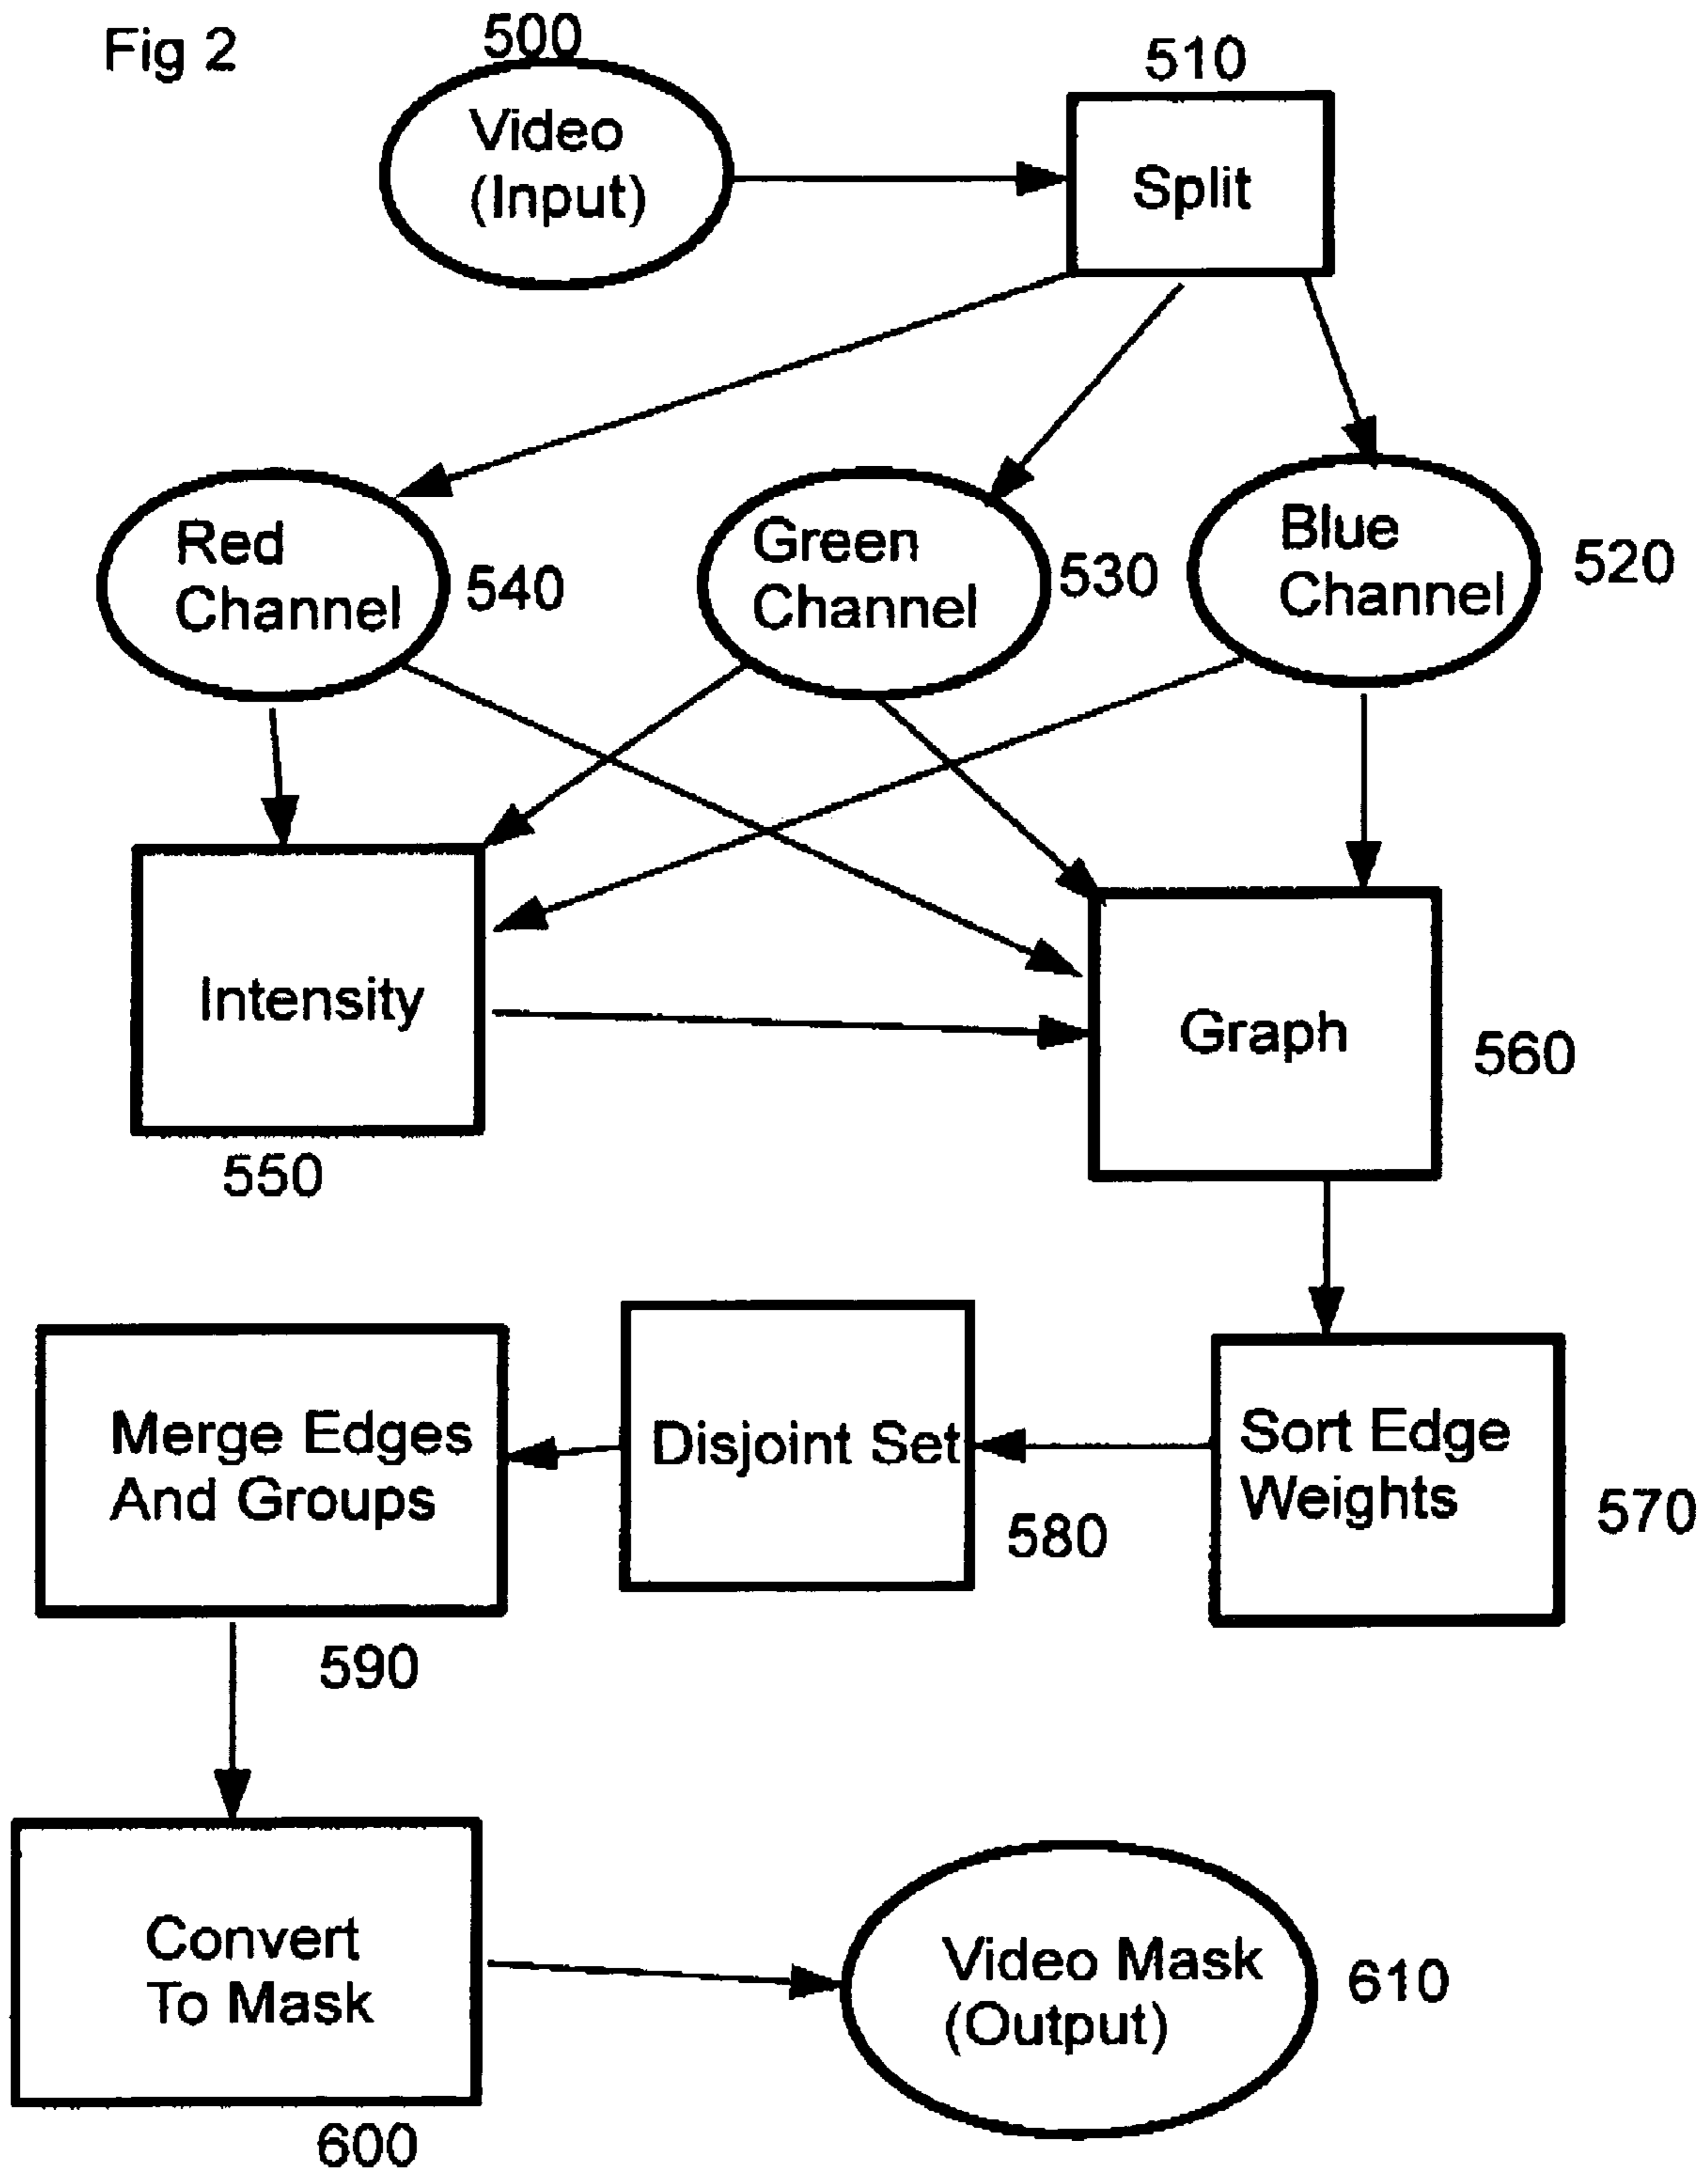 Fig 2
500
Video
(Input)
510
Split
Red
Channel
540
Green
Channel
530
Blue
Channel
520
Intensity
550
Graph
560
Merge Edges
And Groups
590
Disjoint Set
580
Sort Edge
Weights
570
Convert
To Mask
600
Video Mask
(Output)
610